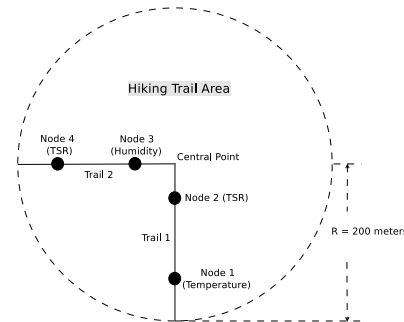 Hiking Trail Area
Node 4
(TSR)
Node 3
(Humidity)
Central Point
Trail 2
Node 2 (TSR)
Trail 1
R = 200 meters
Node 1
(Temperature)